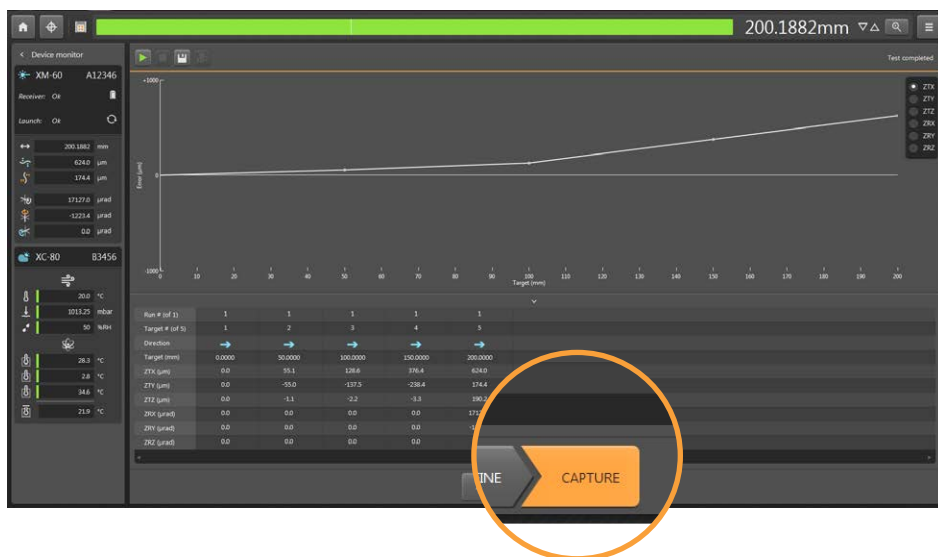 200.1882mm
< Device monitor
Test completed
XM-60 A12346
Receiver: Ok
Launch: Ok
200.1882 mm
624.0 µm
174.4 µm
17127.0 µrad
-1223.4 µrad
0.0 µrad
XC-80 B3456
20.0 °C
1013.25 mbar
50 %RH
28.3 °C
2.8 °C
34.6 °C
21.9 °C
+1000
Error (µm)
0
-1000
0 10 20 30 40 50 60 70 80 90 100 110 120 130 140 150 160 170 180 190 200
Target (mm)
ZTX
ZTY
ZTZ
ZRX
ZRY
ZRZ
Run # (of 1) 1 1 1 1 1
Target # (of 5) 1 2 3 4 5
Direction
Target (mm) 0.0000 50.0000 100.0000 150.0000 200.0000
ZTX (µm) 0.0 55.1 128.6 376.4 624.0
ZTY (µm) 0.0 -55.0 -137.5 -238.4 174.4
ZTZ (µm) 0.0 -1.1 -2.2 -3.3 190.2
ZRX (µrad) 0.0 0.0 0.0 0.0
ZRY (µrad) 0.0 0.0 0.0 0.0
ZRZ (µrad) 0.0 0.0 0.0 0.0
CAPTURE